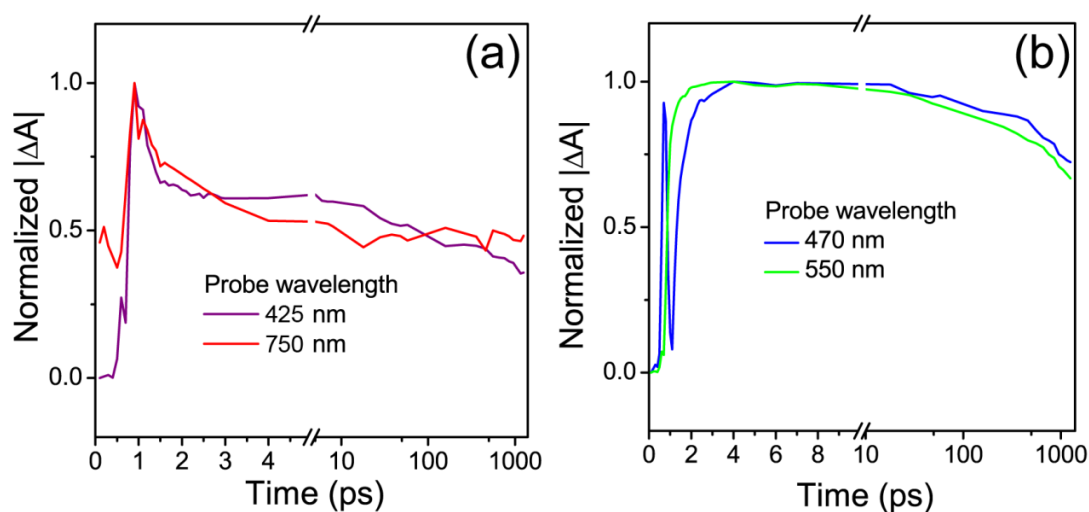 (a)
Normalized |ΔA|
1.0
0.5
0.0
Probe wavelength
425 nm
750 nm
0 1 2 3 4 10 100 1000
Time (ps)
(b)
Normalized |ΔA|
1.0
0.5
0.0
Probe wavelength
470 nm
550 nm
0 2 4 6 8 10 100 1000
Time (ps)